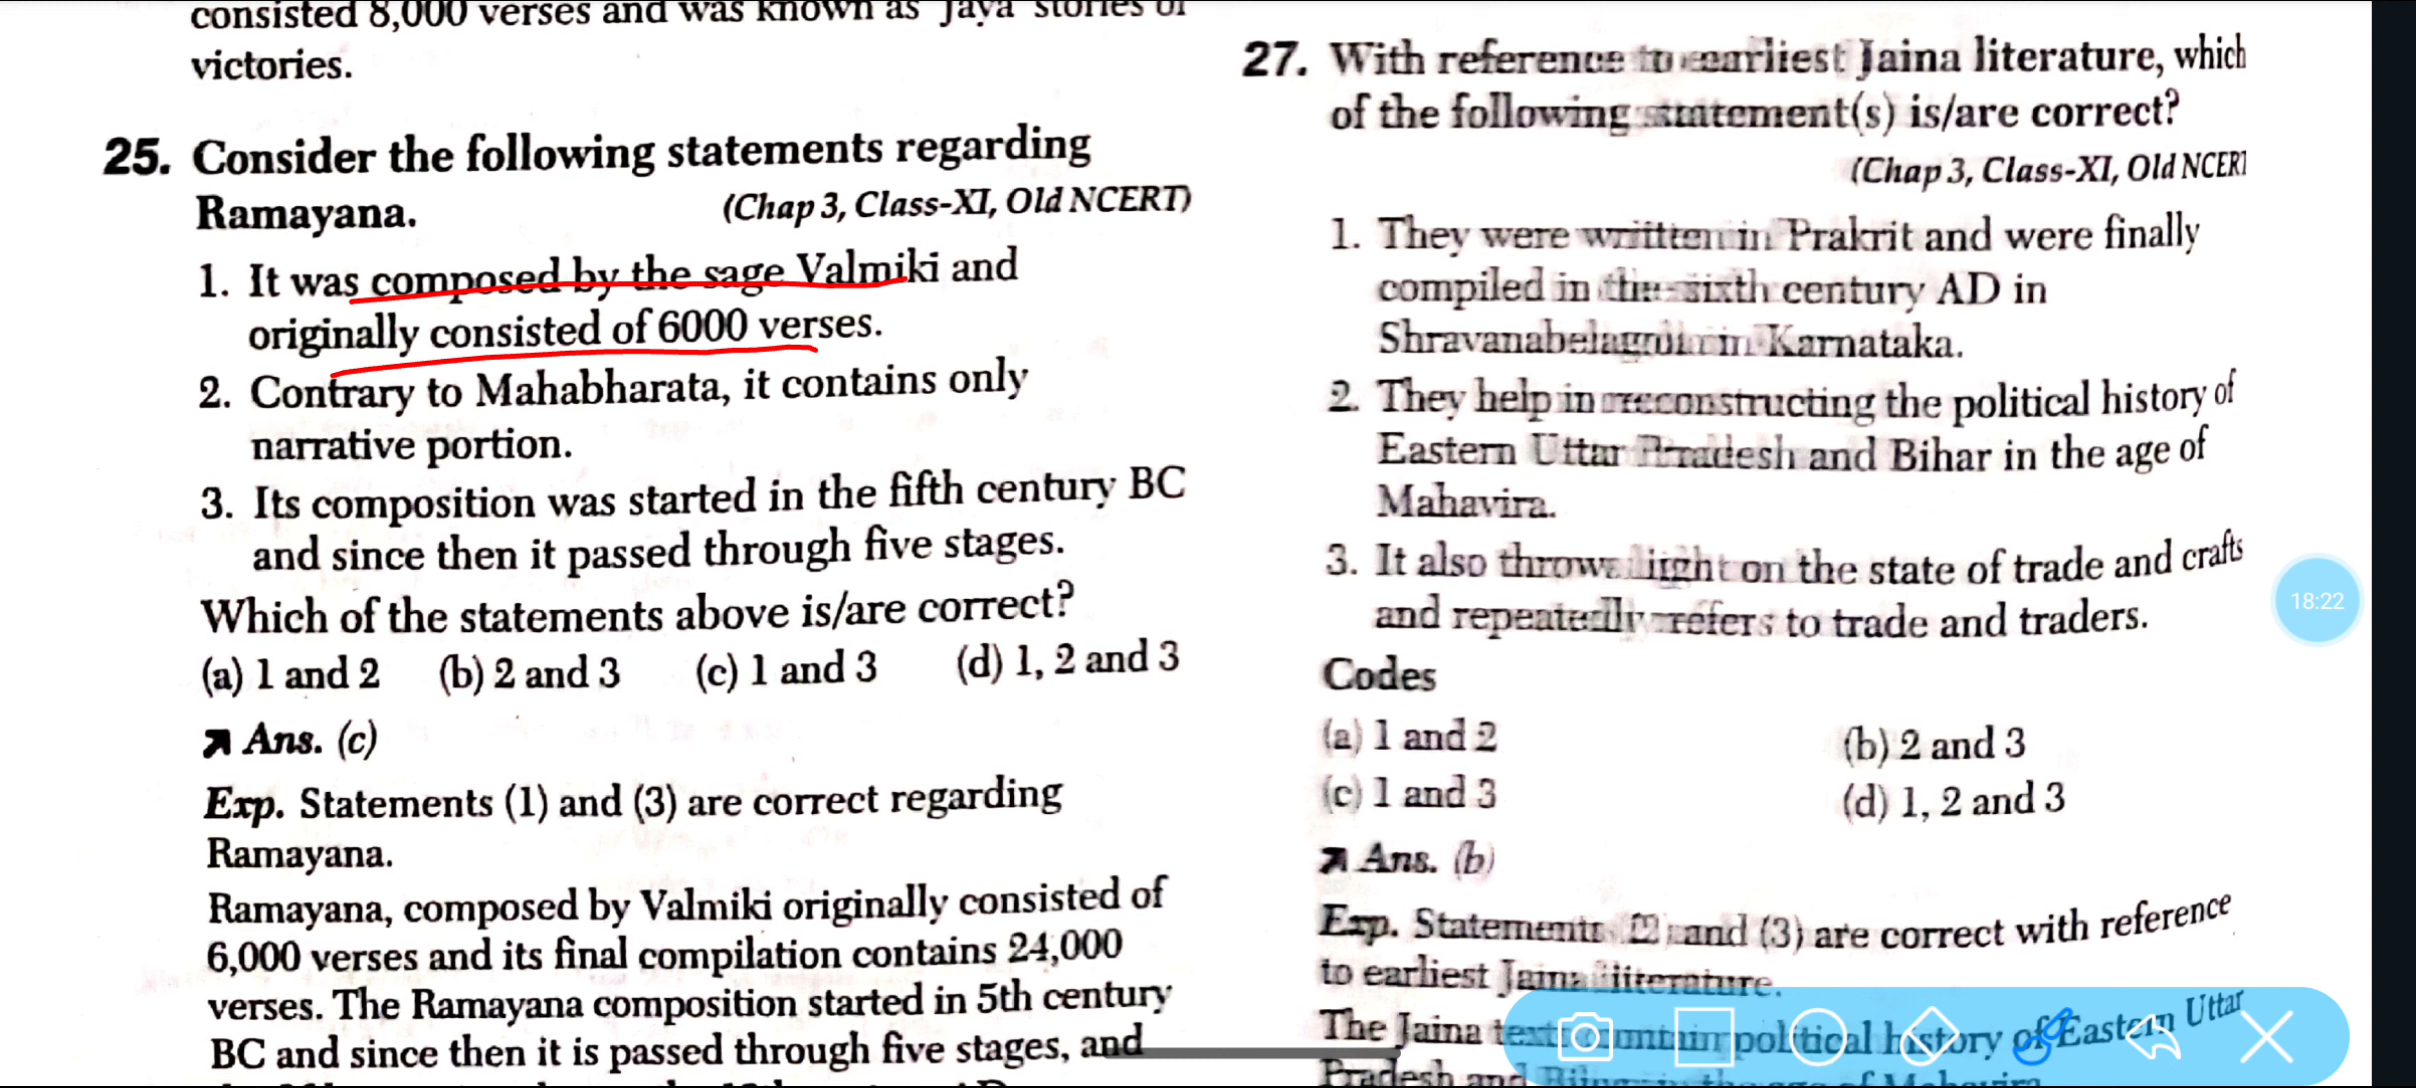 consisted 8,000 verses and was known as 'Jaya' stories of
victories.
25. Consider the following statements regarding
Ramayana. (Chap 3, Class-XI, Old NCERT)
1. It was composed by the sage Valmiki and
originally consisted of 6000 verses.
2. Contrary to Mahabharata, it contains only
narrative portion.
3. Its composition was started in the fifth century BC
and since then it passed through five stages.
Which of the statements above is/are correct?
(a) 1 and 2 (b) 2 and 3 (c) 1 and 3 (d) 1, 2 and 3
Ans. (c)
Exp. Statements (1) and (3) are correct regarding
Ramayana.
Ramayana, composed by Valmiki originally consisted of
6,000 verses and its final compilation contains 24,000
verses. The Ramayana composition started in 5th century
BC and since then it is passed through five stages, and
27. With reference to earliest Jaina literature, which
of the following statement(s) is/are correct?
(Chap 3, Class-XI, Old NCERT
1. They were written in Prakrit and were finally
compiled in the sixth century AD in
Shravanabelagola in Karnataka.
2. They help in reconstructing the political history of
Eastern Uttar Pradesh and Bihar in the age of
Mahavira.
3. It also throws light on the state of trade and crafts
and repeatedly refers to trade and traders.
Codes
(a) 1 and 2 (b) 2 and 3
(c) 1 and 3 (d) 1, 2 and 3
Ans. (b)
Exp. Statements (2) and (3) are correct with reference
to earliest Jaina literature.
The Jaina text contain political history of Eastern Uttar
Pradesh and
18:22